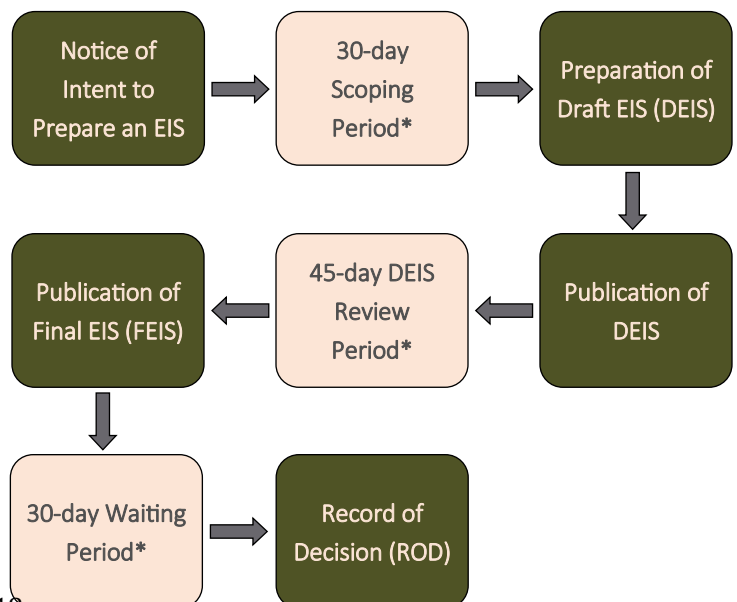 Notice of
Intent to
Prepare an EIS
30-day
Scoping
Period*
Preparation of
Draft EIS (DEIS)
Publication of
DEIS
45-day DEIS
Review
Period*
Publication of
Final EIS (FEIS)
30-day Waiting
Period*
Record of
Decision (ROD)